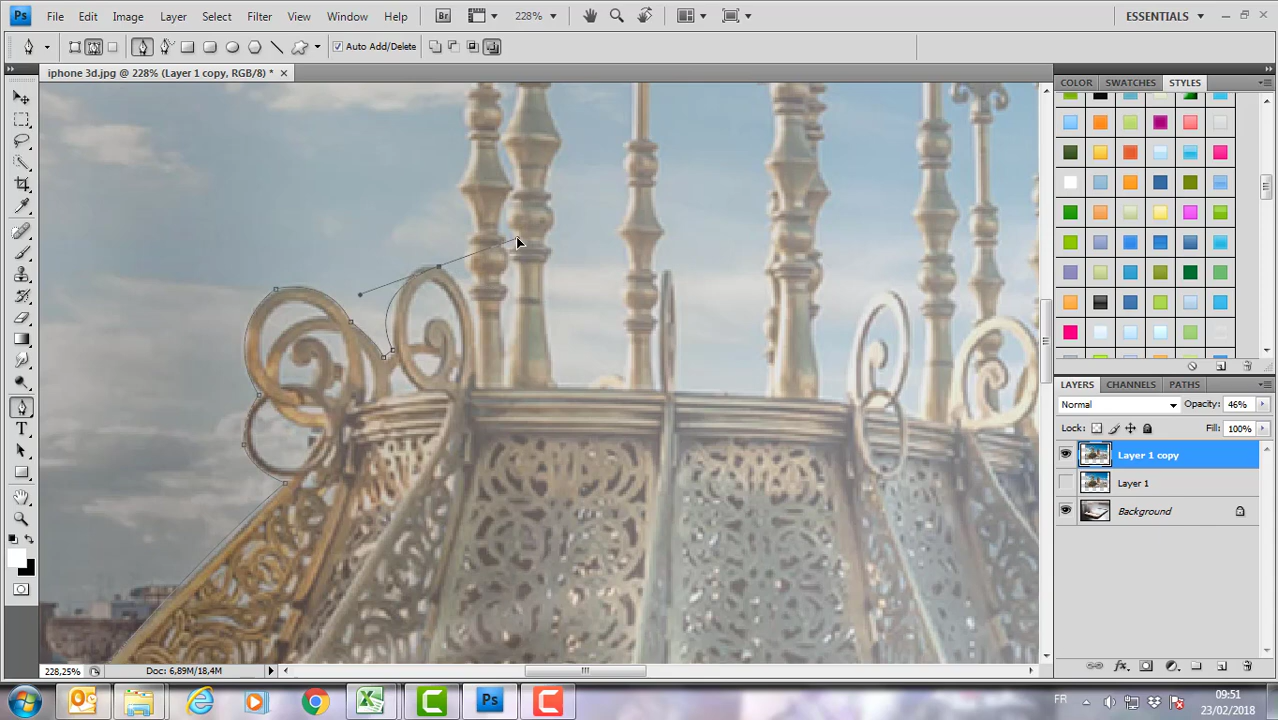 Ps File Edit Image Layer Select Filter View Window Help Br 228% ESSENTIALS
Auto Add/Delete
iphone 3d.jpg @ 228% (Layer 1 copy, RGB/8) *
COLOR SWATCHES STYLES
LAYERS CHANNELS PATHS
Normal Opacity: 46%
Lock: Fill: 100%
Layer 1 copy
Layer 1
Background
228,25% Doc: 6,89M/18,4M
FR 09:51
23/02/2018